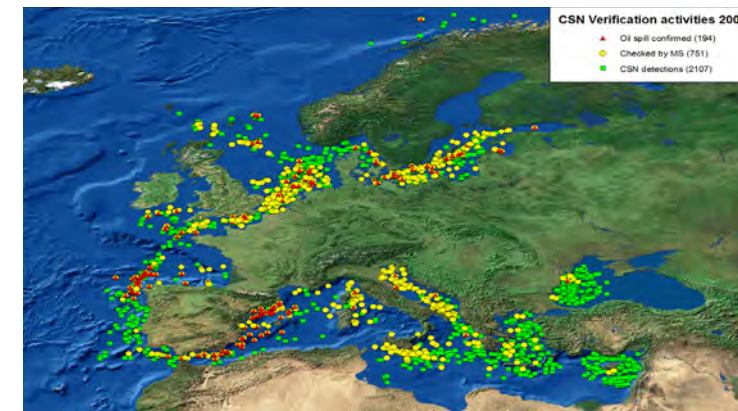 CSN Verification activities 200
Oil spill confirmed (194)
Checked by MS (751)
CSN detections (2107)